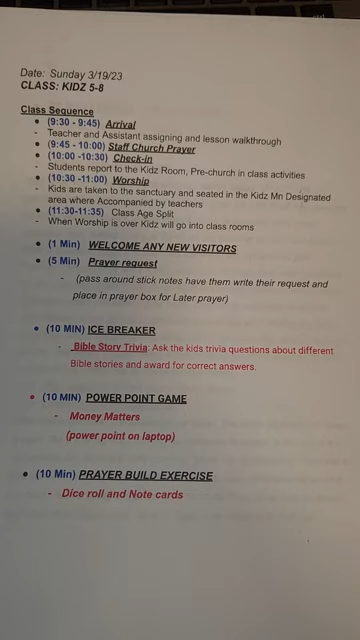 Date: Sunday 3/19/23
CLASS: KIDZ 5-8
Class Sequence
• (9:30 - 9:45) Arrival
- Teacher and Assistant assigning and lesson walkthrough
• (9:45 - 10:00) Staff Church Prayer
• (10:00 -10:30) Check-in
- Students report to the Kidz Room, Pre-church in class activities
• (10:30 -11:00) Worship
- Kids are taken to the sanctuary and seated in the Kidz Mn Designated
area where Accompanied by teachers
• (11:30-11:35) Class Age Split
- When Worship is over Kidz will go into class rooms
• (1 Min) WELCOME ANY NEW VISITORS
• (5 Min) Prayer request
- (pass around stick notes have them write their request and
place in prayer box for Later prayer)
• (10 MIN) ICE BREAKER
- Bible Story Trivia: Ask the kids trivia questions about different
Bible stories and award for correct answers.
• (10 MIN) POWER POINT GAME
- Money Matters
(power point on laptop)
• (10 Min) PRAYER BUILD EXERCISE
- Dice roll and Note cards